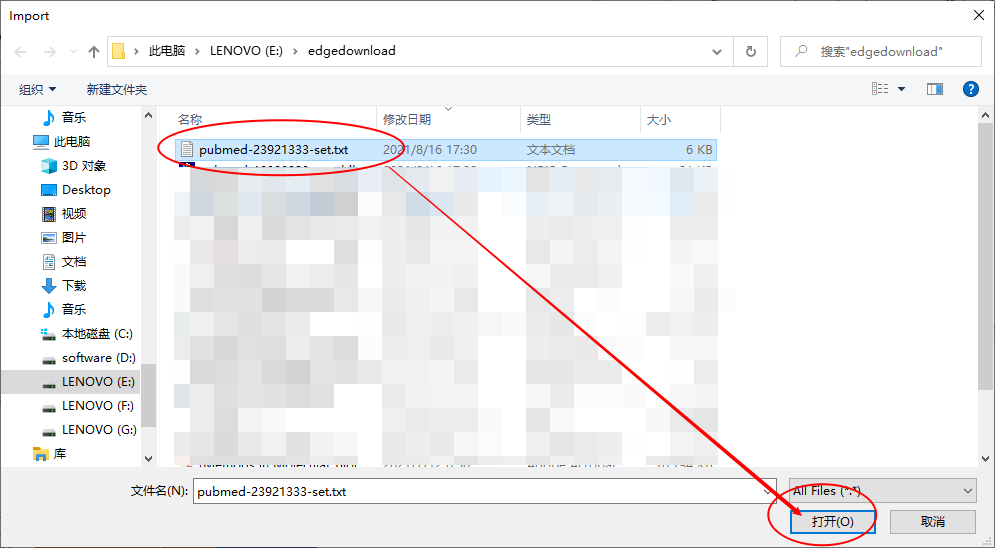 Import
此电脑 › LENOVO (E:) › edgedownload
搜索"edgedownload"
组织
新建文件夹
名称 修改日期 类型 大小
pubmed-23921333-set.txt 2021/8/16 17:30 文本文档 6 KB
音乐
此电脑
3D 对象
Desktop
视频
图片
文档
下载
音乐
本地磁盘 (C:)
software (D:)
LENOVO (E:)
LENOVO (F:)
LENOVO (G:)
库
文件名(N): pubmed-23921333-set.txt
All Files (*.*)
打开(O)
取消